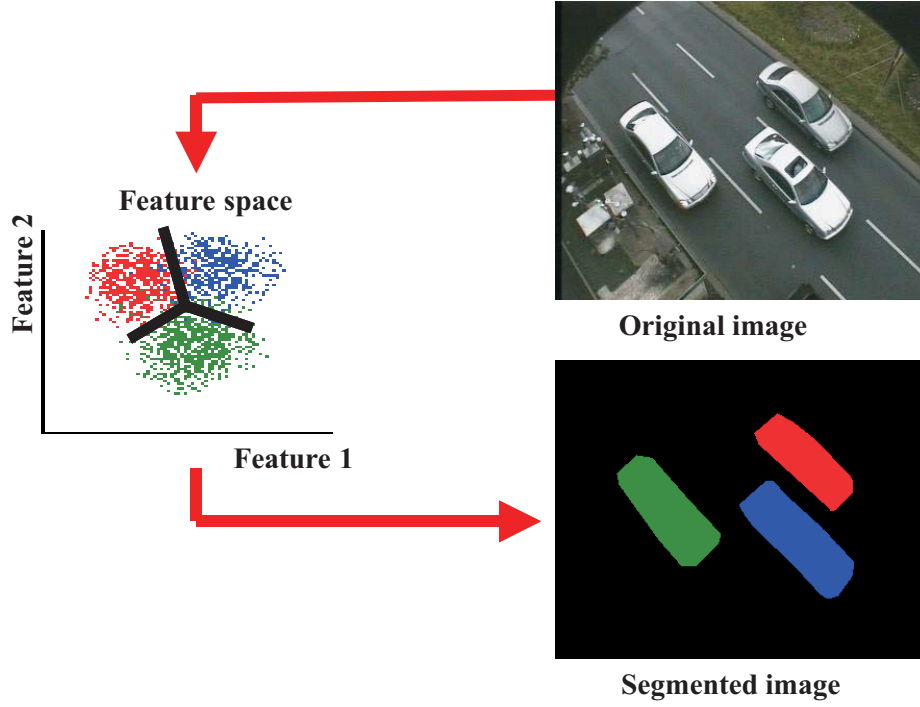 Feature space
Feature 2
Feature 1
Original image
Segmented image